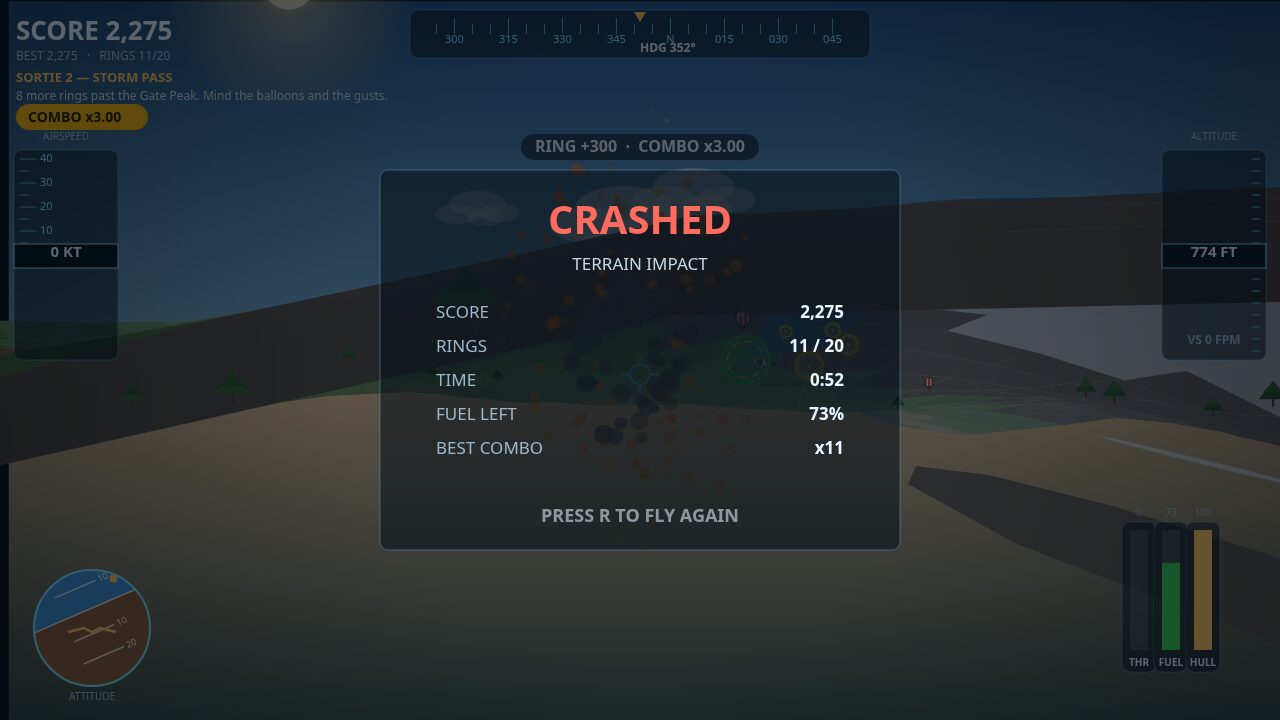 SCORE 2,275
BEST 2,275 · RINGS 11/20
SORTIE 2 — STORM PASS
8 more rings past the Gate Peak. Mind the balloons and the gusts.
COMBO x3.00
300 315 330 345 N 015 030 045
HDG 352°
RING +300 · COMBO x3.00
AIRSPEED
40
30
20
10
0 KT
ALTITUDE
774 FT
VS 0 FPM
CRASHED
TERRAIN IMPACT
SCORE 2,275
RINGS 11 / 20
TIME 0:52
FUEL LEFT 73%
BEST COMBO x11
PRESS R TO FLY AGAIN
10
10
20
ATTITUDE
0 73 100
THR FUEL HULL